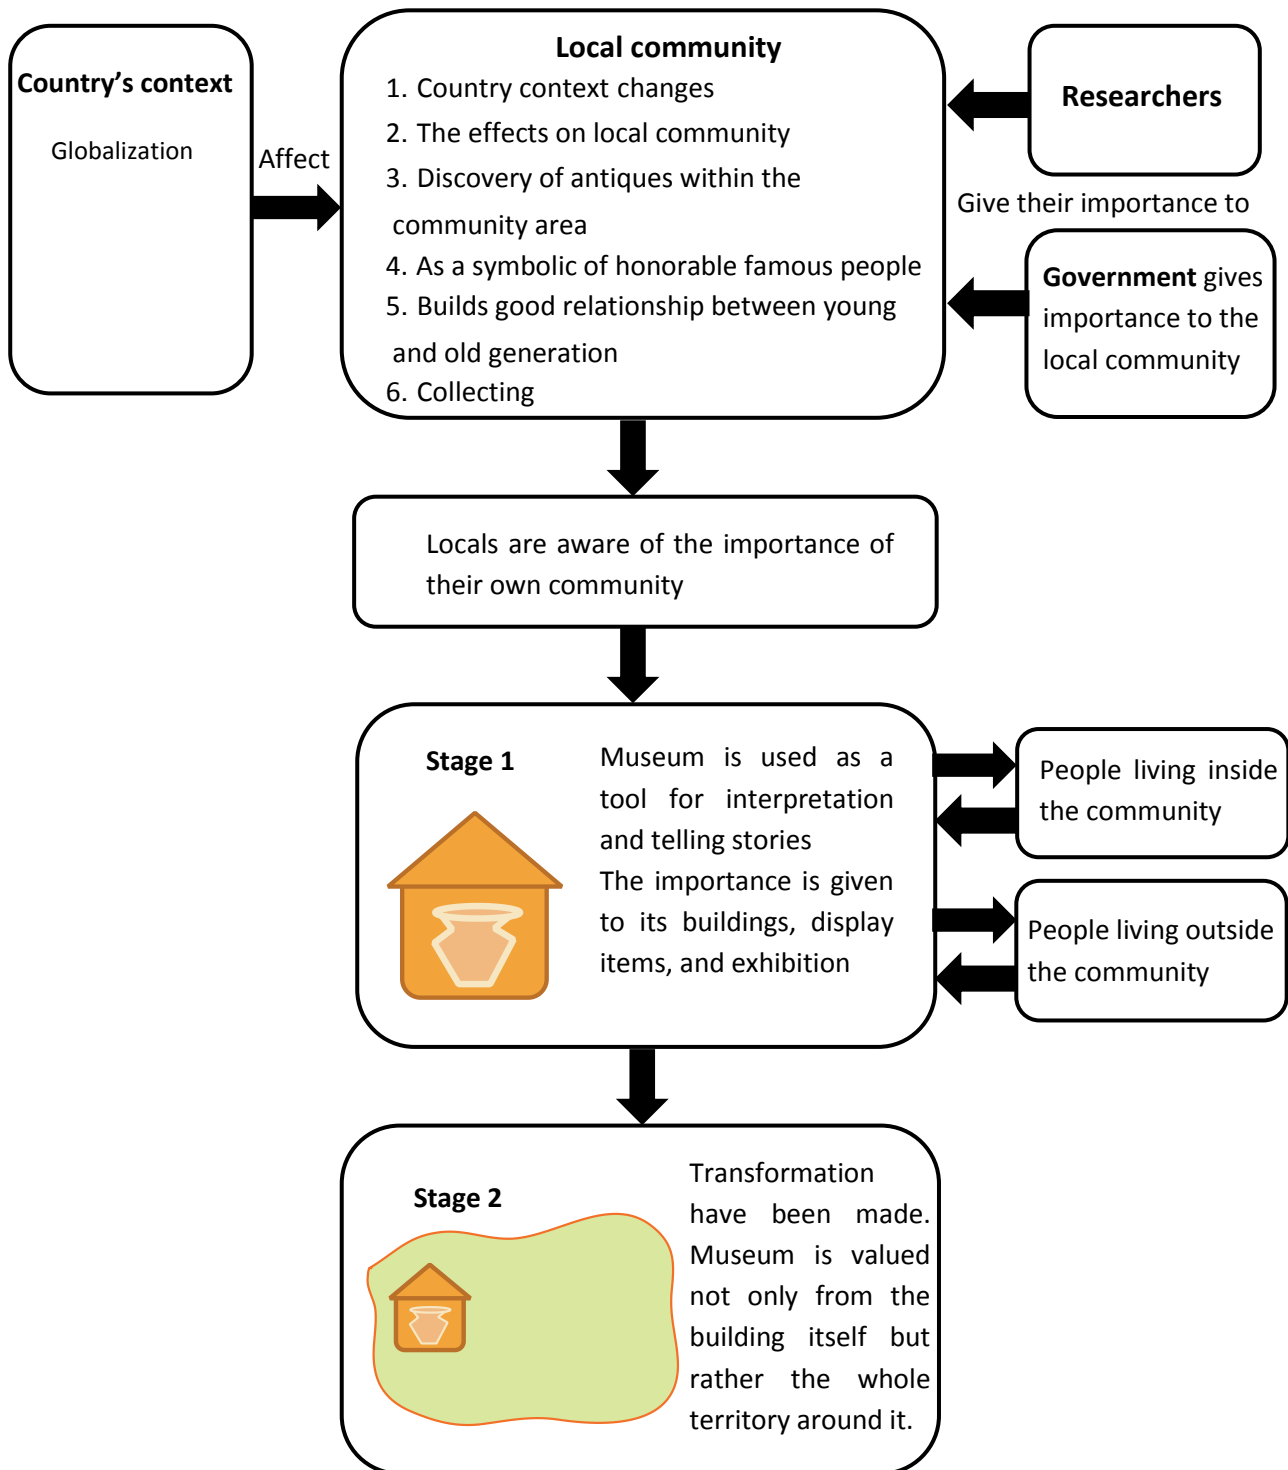 Country's context
Globalization
Affect
Local community
1. Country context changes
2. The effects on local community
3. Discovery of antiques within the
community area
4. As a symbolic of honorable famous people
5. Builds good relationship between young
and old generation
6. Collecting
Researchers
Give their importance to
Government gives
importance to the
local community
Locals are aware of the importance of
their own community
Stage 1
Museum is used as a
tool for interpretation
and telling stories
The importance is given
to its buildings, display
items, and exhibition
People living inside
the community
People living outside
the community
Stage 2
Transformation
have been made.
Museum is valued
not only from the
building itself but
rather the whole
territory around it.